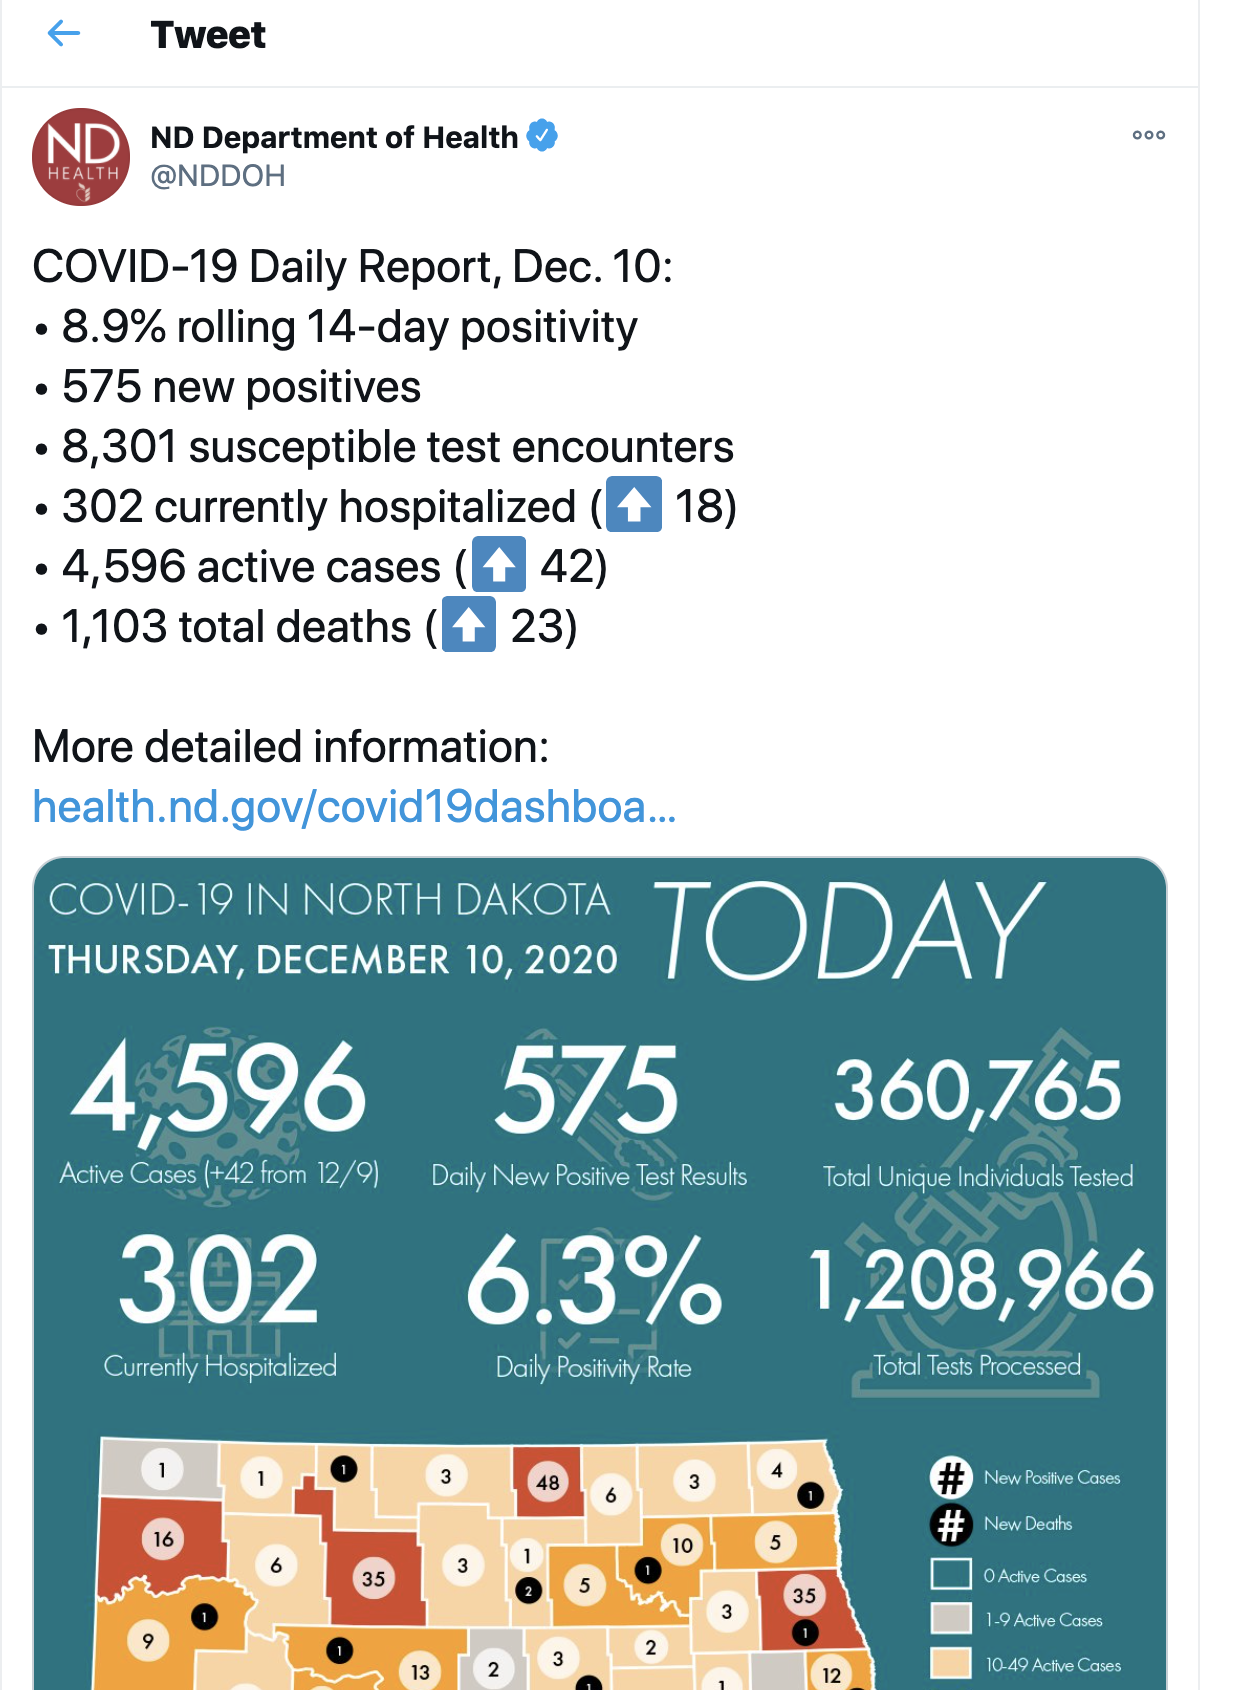 Tweet
ND
HEALTH
ND Department of Health
@NDDOH
COVID-19 Daily Report, Dec. 10:
• 8.9% rolling 14-day positivity
• 575 new positives
• 8,301 susceptible test encounters
• 302 currently hospitalized (⬆️ 18)
• 4,596 active cases (⬆️ 42)
• 1,103 total deaths (⬆️ 23)
More detailed information:
health.nd.gov/covid19dashboa...
COVID-19 IN NORTH DAKOTA TODAY
THURSDAY, DECEMBER 10, 2020
4,596 575 360,765
Active Cases (+42 from 12/9) Daily New Positive Test Results Total Unique Individuals Tested
302 6.3% 1,208,966
Currently Hospitalized Daily Positivity Rate Total Tests Processed
1 1 1 3 48 6 3 4 1
# New Positive Cases
# New Deaths
16 6 35 3 1 2 5 1 10 5
0 Active Cases
3 35 1
1-9 Active Cases
9 1 1 13 2 3 1 2 1 12
10-49 Active Cases